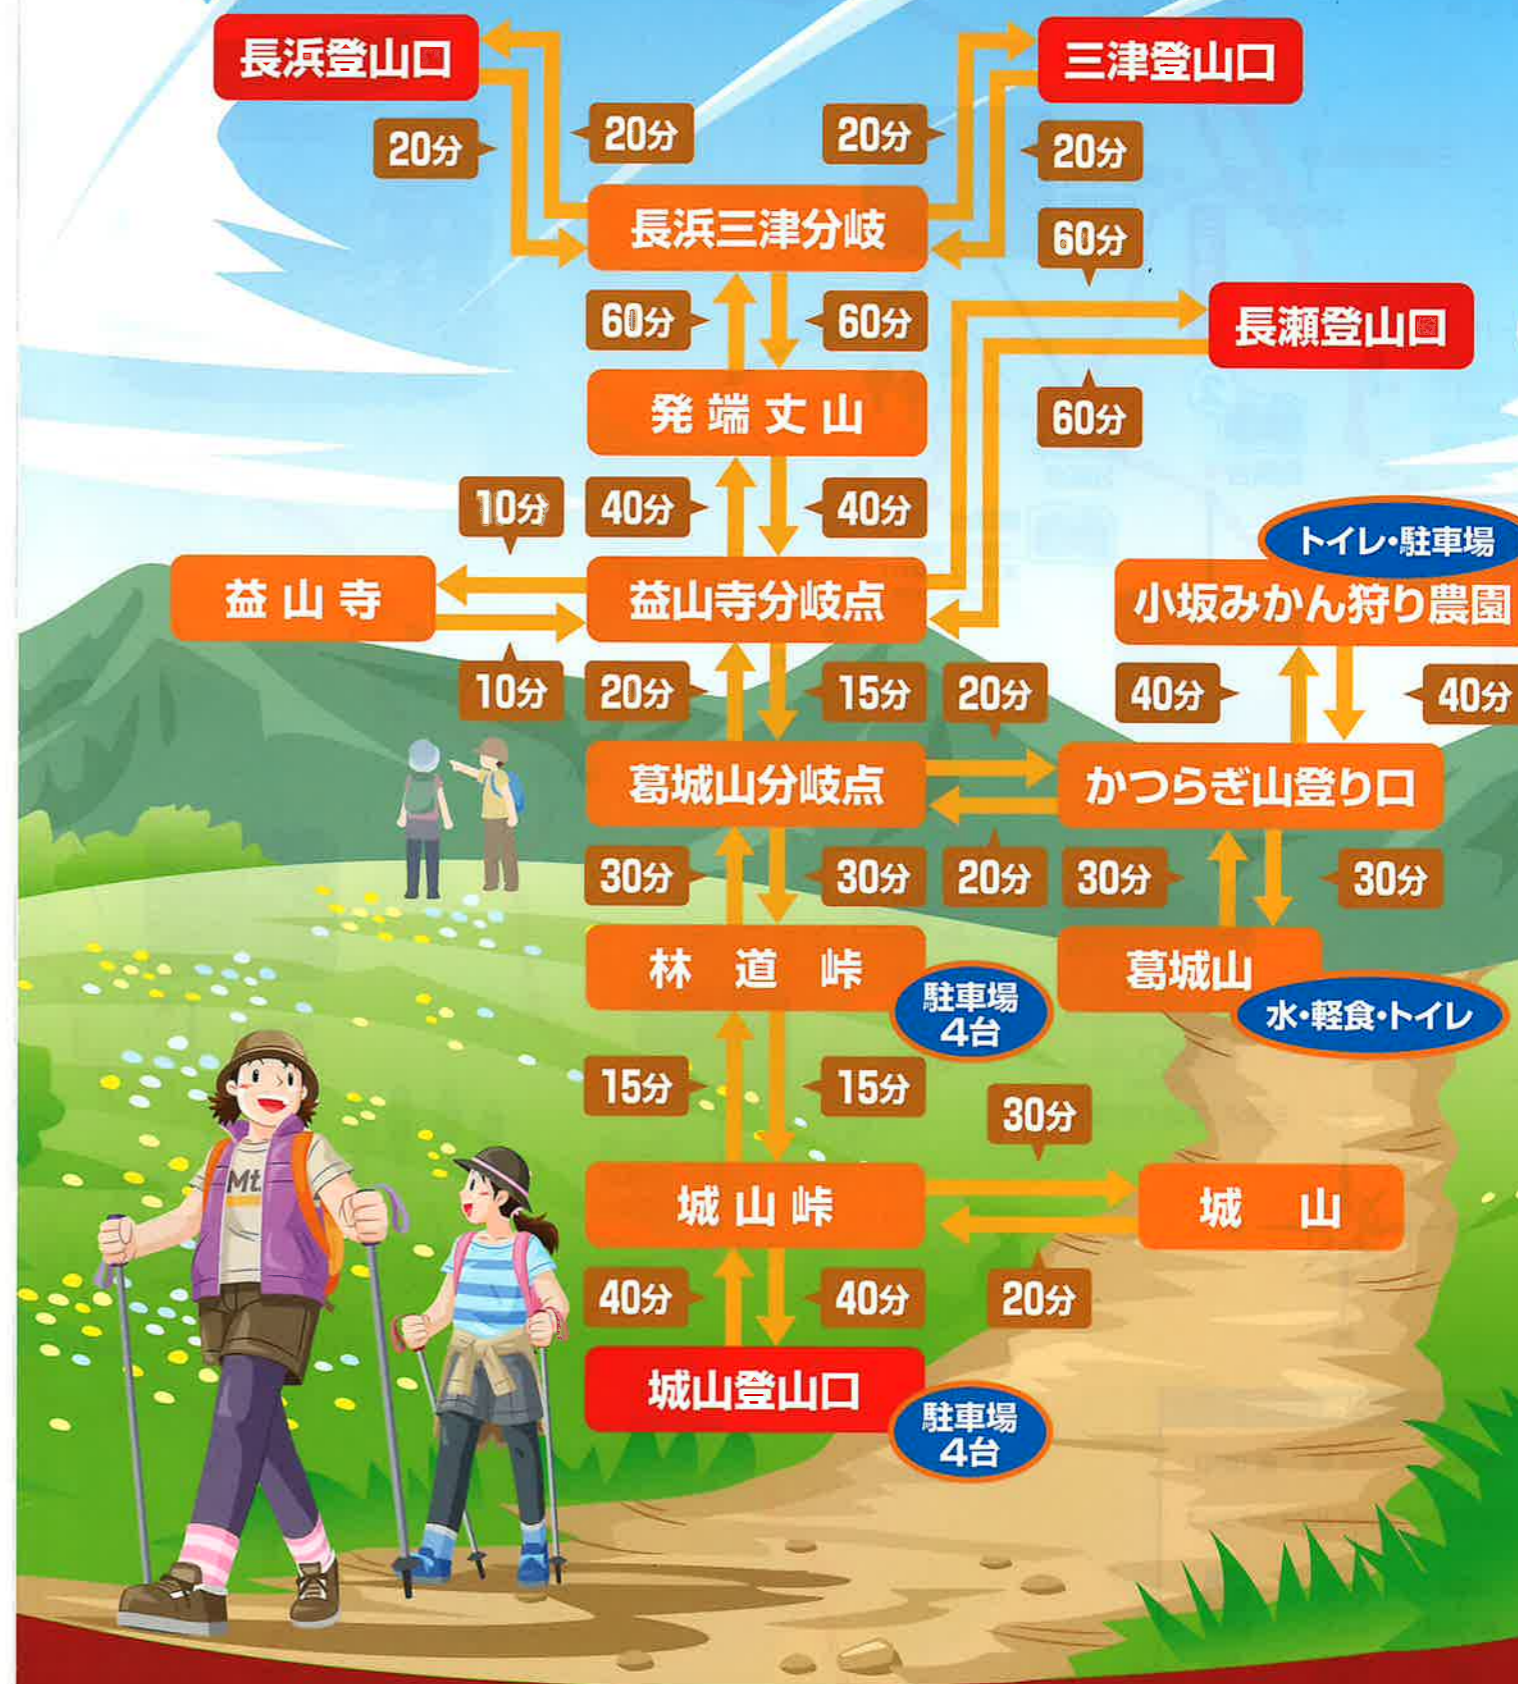 長浜登山口
三津登山口
20分
20分
20分
20分
長浜三津分岐
60分
60分
60分
長瀬登山口
発端丈山
60分
10分
40分
40分
トイレ・駐車場
益山寺
益山寺分岐点
小坂みかん狩り農園
10分
20分
15分
20分
40分
40分
葛城山分岐点
かつらぎ山登り口
30分
30分
20分
30分
30分
林道峠
駐車場
4台
葛城山
水・軽食・トイレ
15分
15分
30分
Mt.
城山峠
城山
40分
40分
20分
城山登山口
駐車場
4台